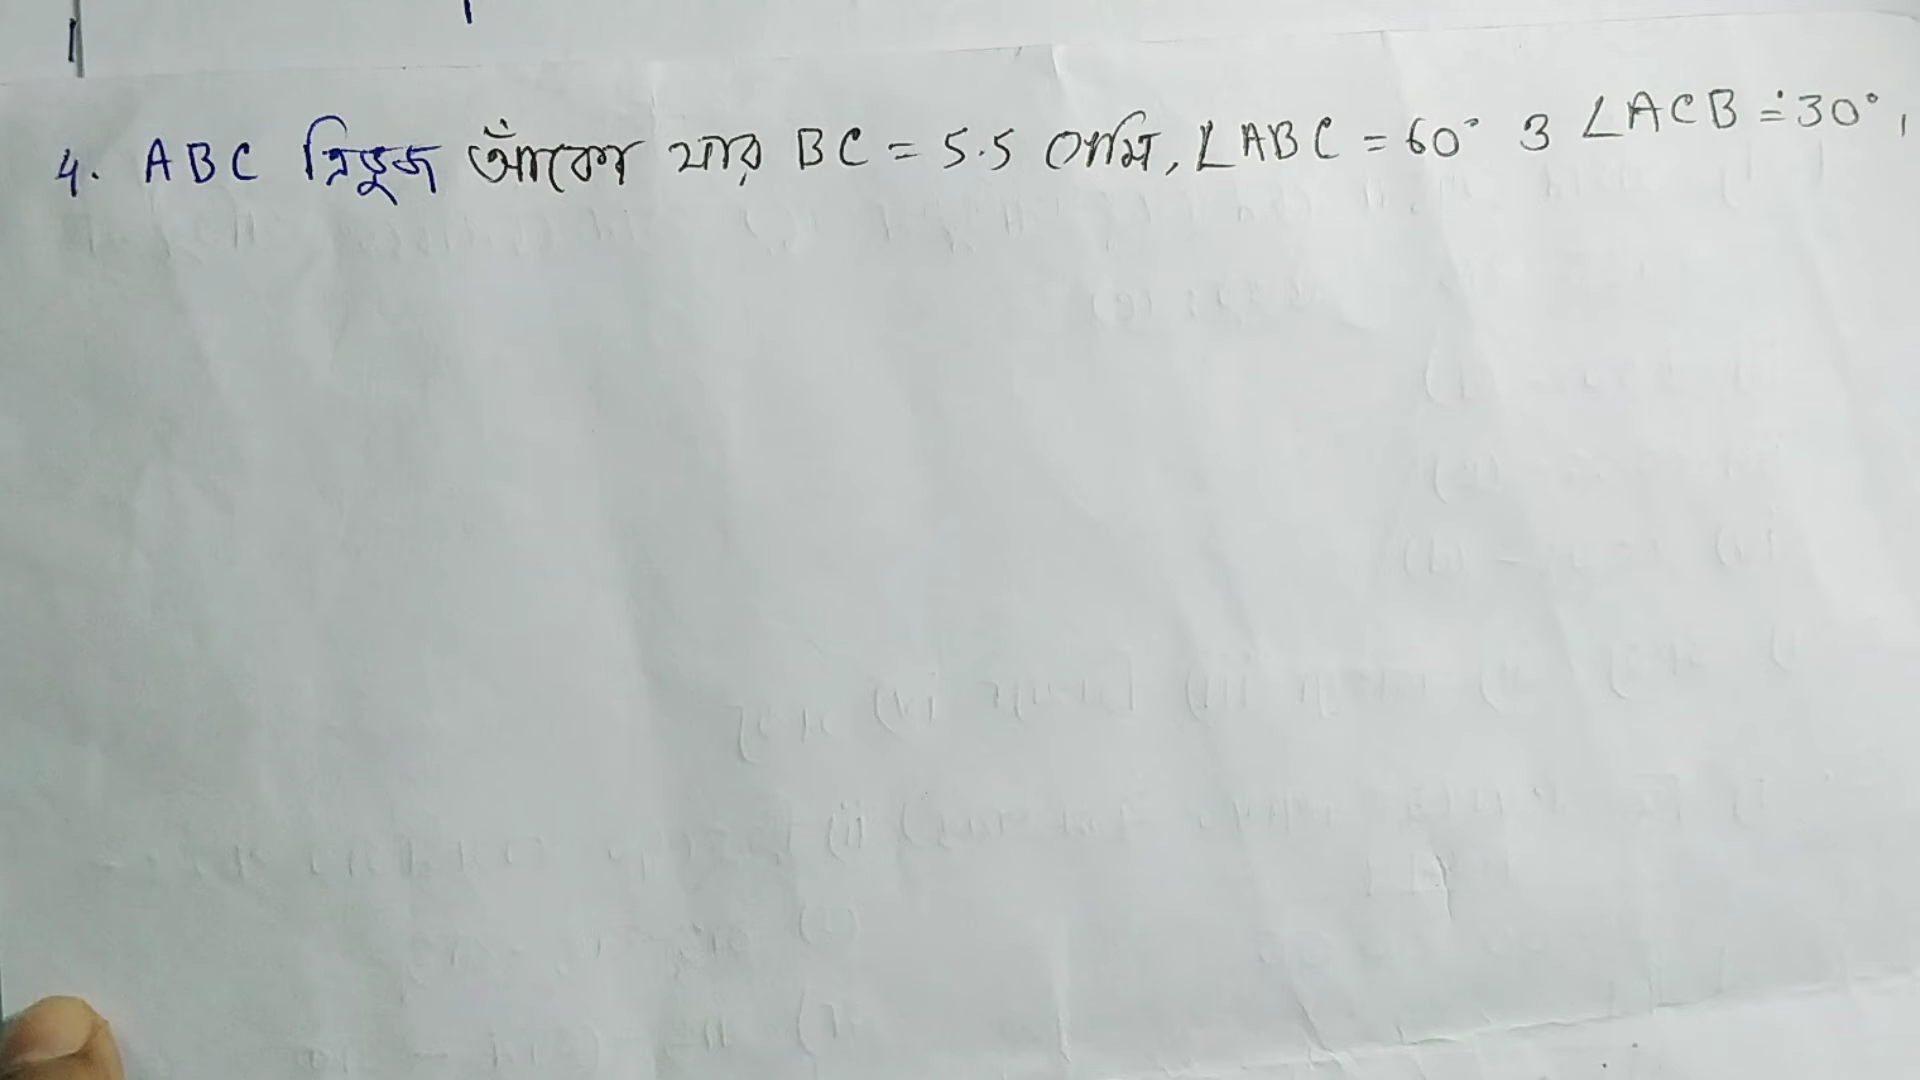 4. ABC ত্রিভুজ আঁকো যার BC = 5.5 সেমি, ∠ABC = 60° ও ∠ACB = 30°,